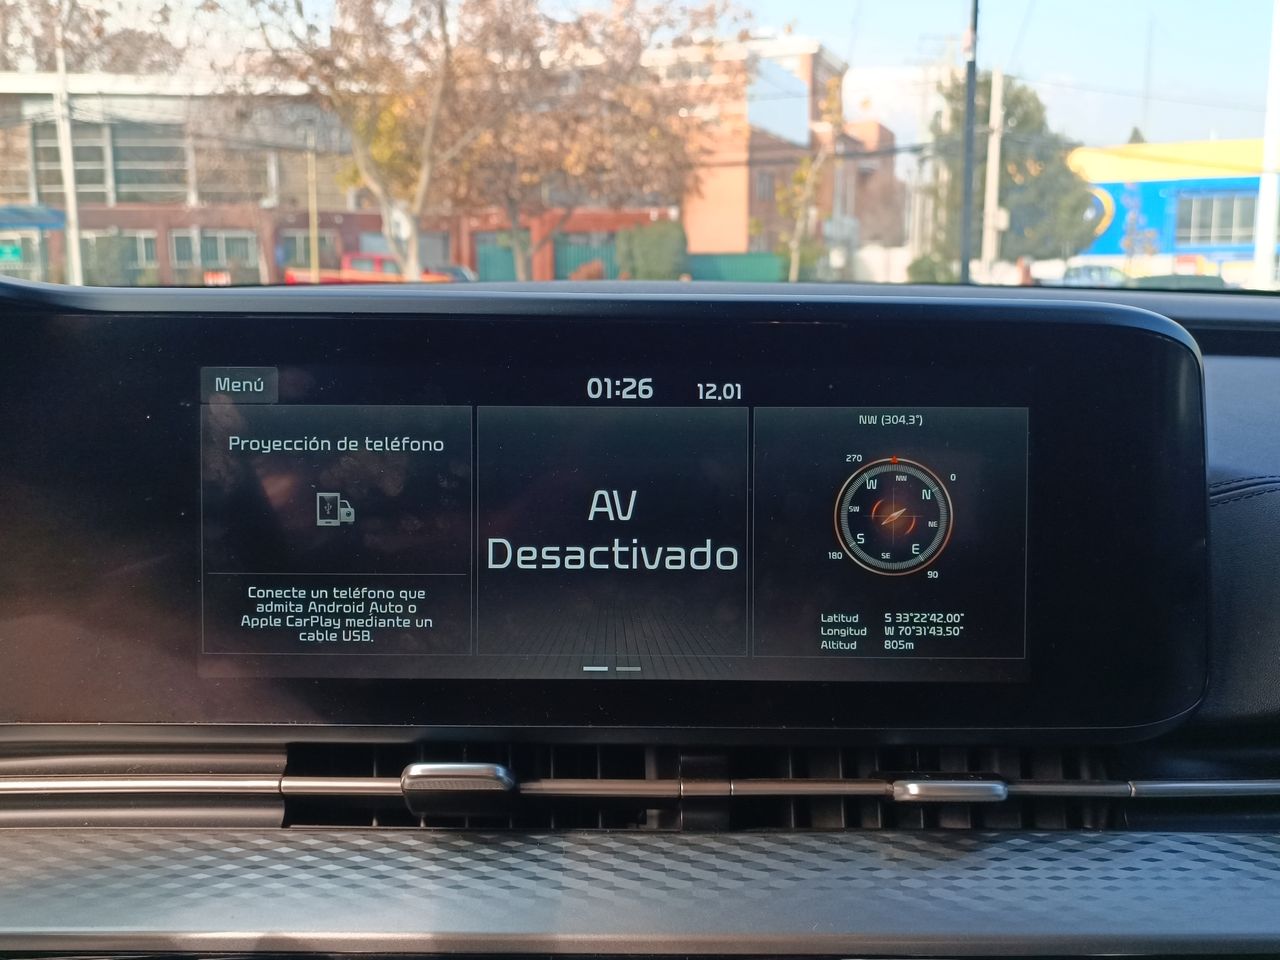 Menú
01:26
12.01
Proyección de teléfono
Conecte un teléfono que
admita Android Auto o
Apple CarPlay mediante un
cable USB.
AV
Desactivado
NW (304,3°)
270
0
W
NW
N
SW
NE
S
SE
E
180
90
Latitud S 33°22'42.00"
Longitud W 70°31'43.50"
Altitud 805m